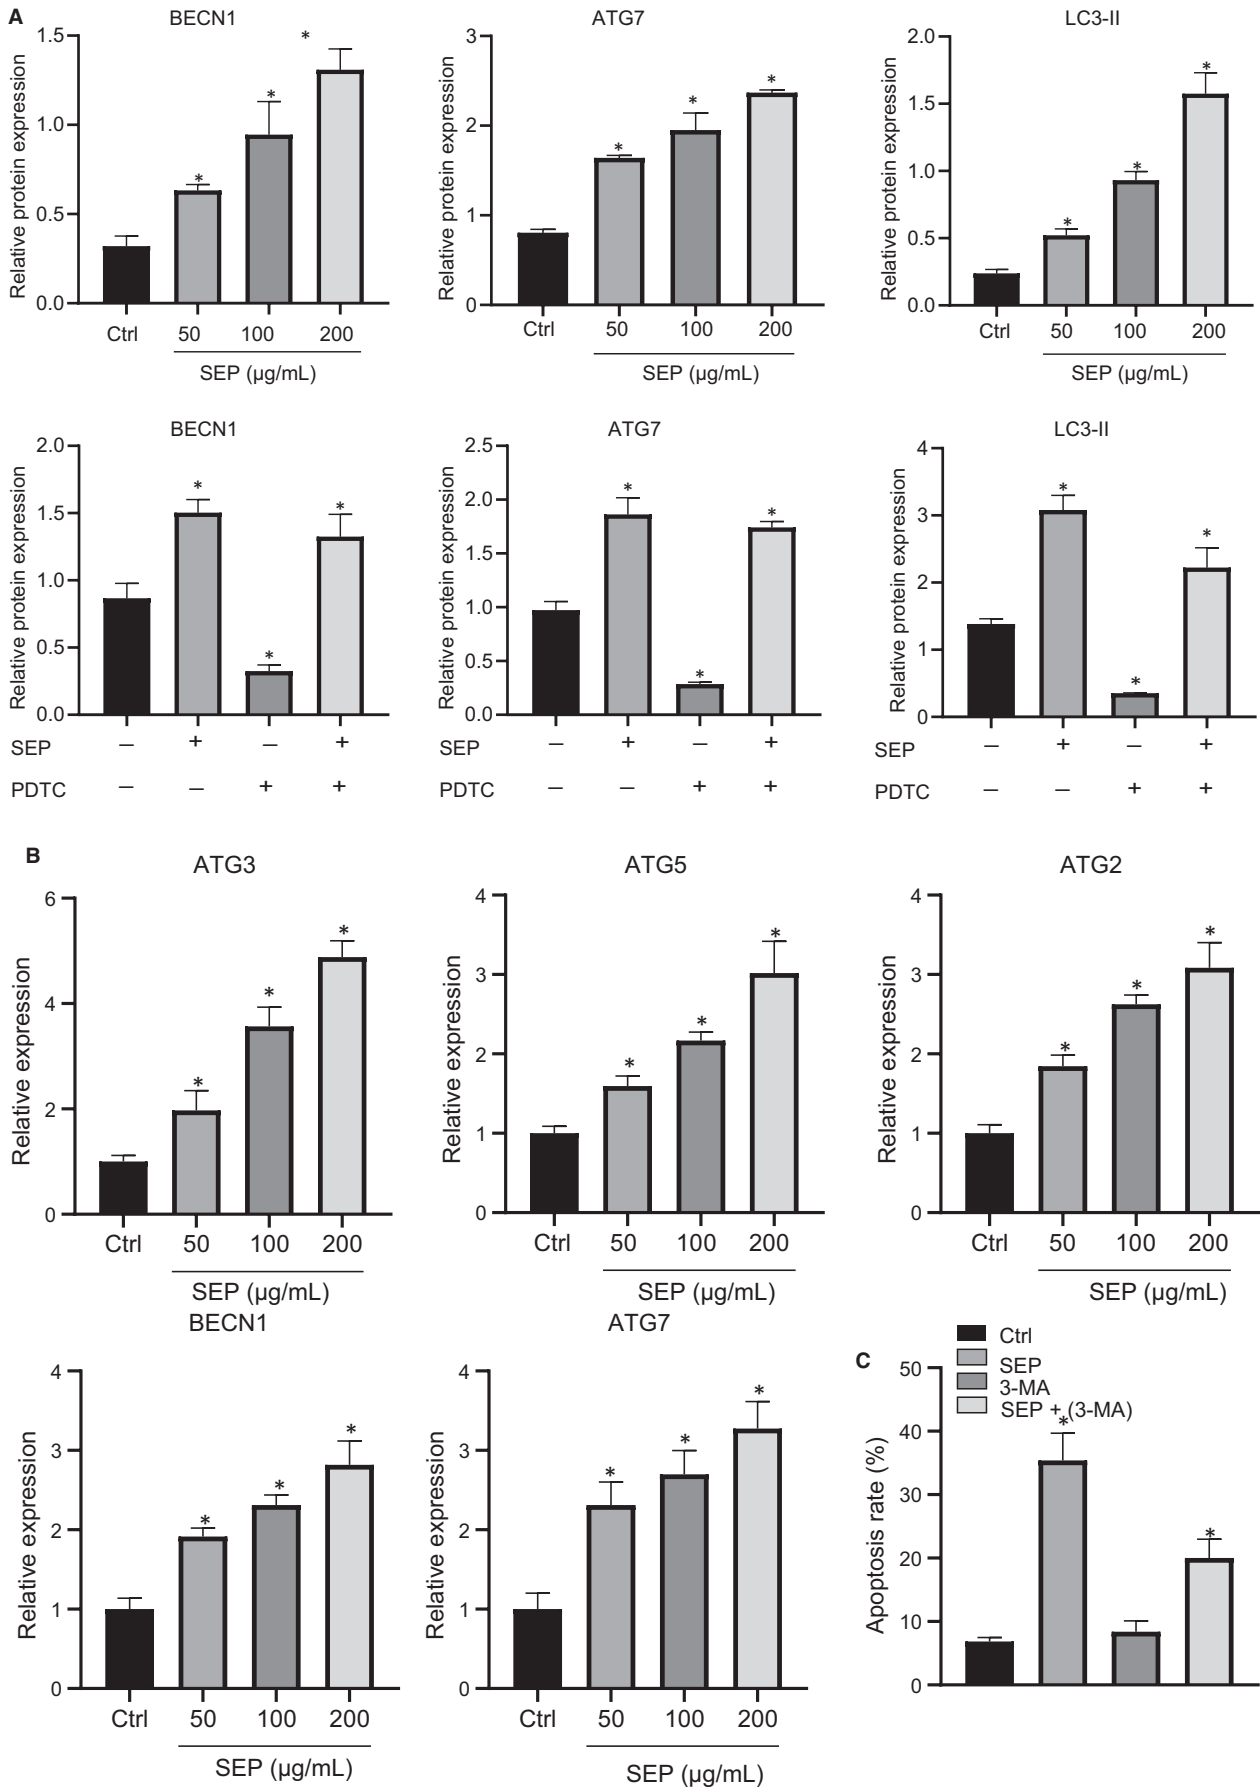 A
BECN1
ATG7
LC3-II
Relative protein expression
1.5
1.0
0.5
0.0
*
*
*
Ctrl
50
100
200
SEP (µg/mL)
Relative protein expression
3
2
1
0
*
*
*
Ctrl
50
100
200
SEP (µg/mL)
Relative protein expression
2.0
1.5
1.0
0.5
0.0
*
*
*
Ctrl
50
100
200
SEP (µg/mL)
BECN1
Relative protein expression
2.0
1.5
1.0
0.5
0.0
*
*
*
SEP – + – +
PDTC – – + +
ATG7
Relative protein expression
2.5
2.0
1.5
1.0
0.5
0.0
*
*
*
SEP – + – +
PDTC – – + +
LC3-II
Relative protein expression
4
3
2
1
0
*
*
*
SEP – + – +
PDTC – – + +
B
ATG3
Relative expression
6
4
2
0
*
*
*
Ctrl
50
100
200
SEP (µg/mL)
ATG5
Relative expression
4
3
2
1
0
*
*
*
Ctrl
50
100
200
SEP (µg/mL)
ATG2
Relative expression
4
3
2
1
0
*
*
*
Ctrl
50
100
200
SEP (µg/mL)
BECN1
Relative expression
4
3
2
1
0
*
*
*
Ctrl
50
100
200
SEP (µg/mL)
ATG7
Relative expression
4
3
2
1
0
*
*
*
Ctrl
50
100
200
SEP (µg/mL)
C
Ctrl
SEP
3-MA
SEP + (3-MA)
Apoptosis rate (%)
50
40
30
20
10
0
*
*